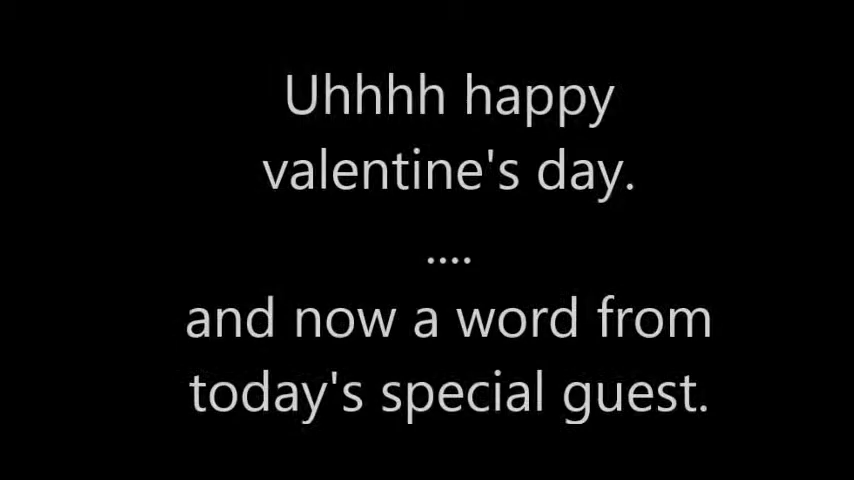 Uhhhh happy
valentine's day.
....
and now a word from
today's special guest.